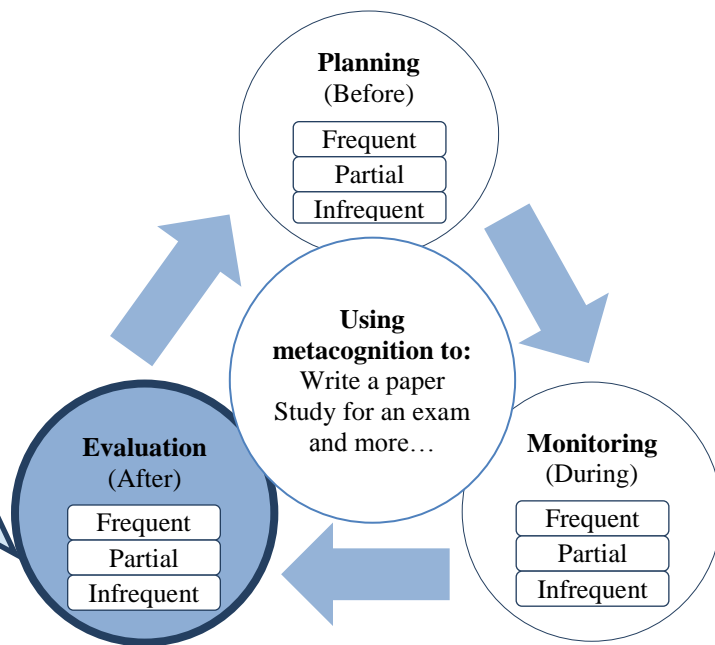 Planning
(Before)
Frequent
Partial
Infrequent
Using
metacognition to:
Write a paper
Study for an exam
and more…
Evaluation
(After)
Frequent
Partial
Infrequent
Monitoring
(During)
Frequent
Partial
Infrequent